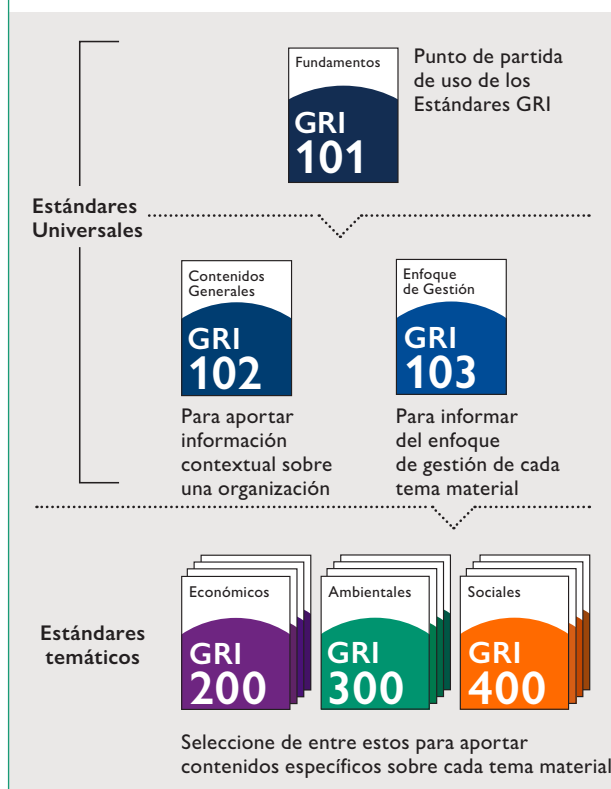 Fundamentos
GRI
101
Punto de partida
de uso de los
Estándares GRI
Estándares
Universales
Contenidos
Generales
GRI
102
Enfoque
de Gestión
GRI
103
Para aportar
información
contextual sobre
una organización
Para informar
del enfoque
de gestión de cada
tema material
Estándares
temáticos
Económicos
GRI
200
Ambientales
GRI
300
Sociales
GRI
400
Seleccione de entre estos para aportar
contenidos específicos sobre cada tema material